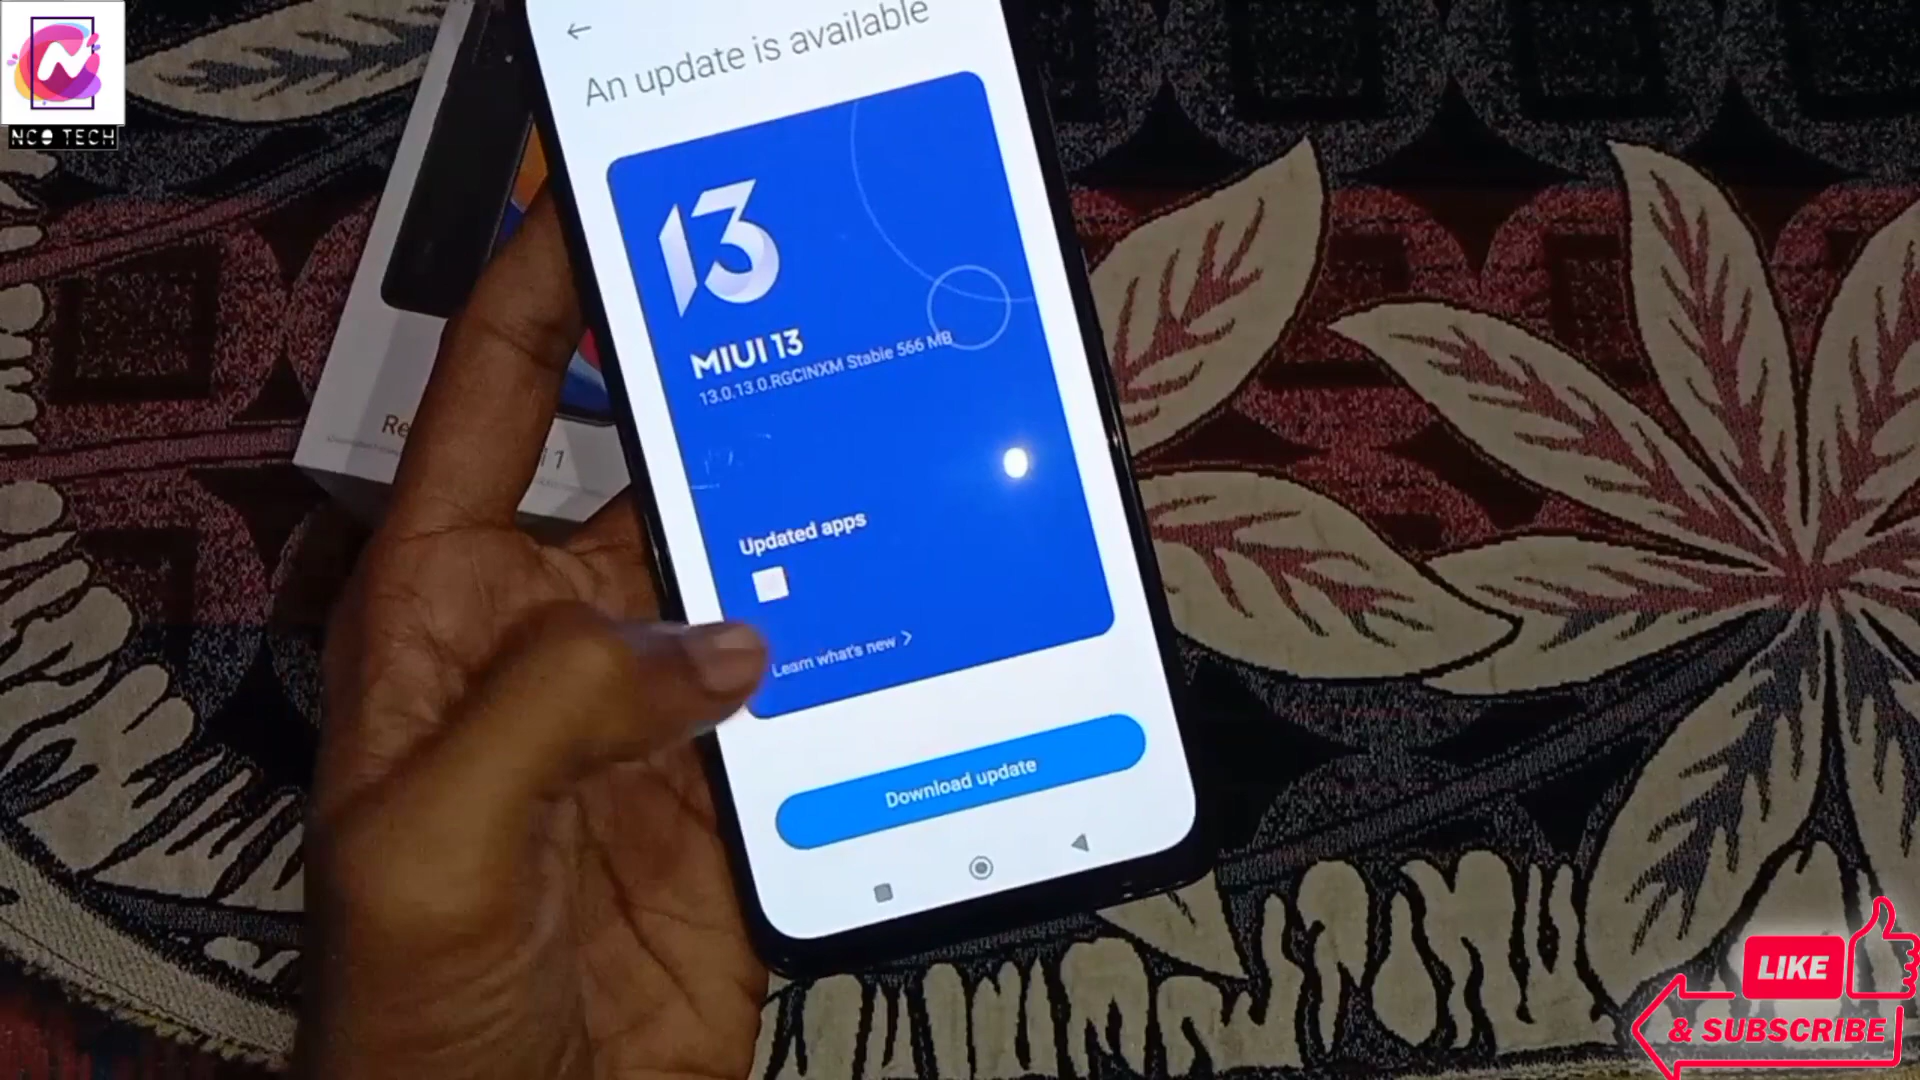 NCO TECH
An update is available
13
MIUI 13
13.0.13.0.RGCINXM Stable 566 MB
Updated apps
Learn what's new >
Download update
LIKE
& SUBSCRIBE